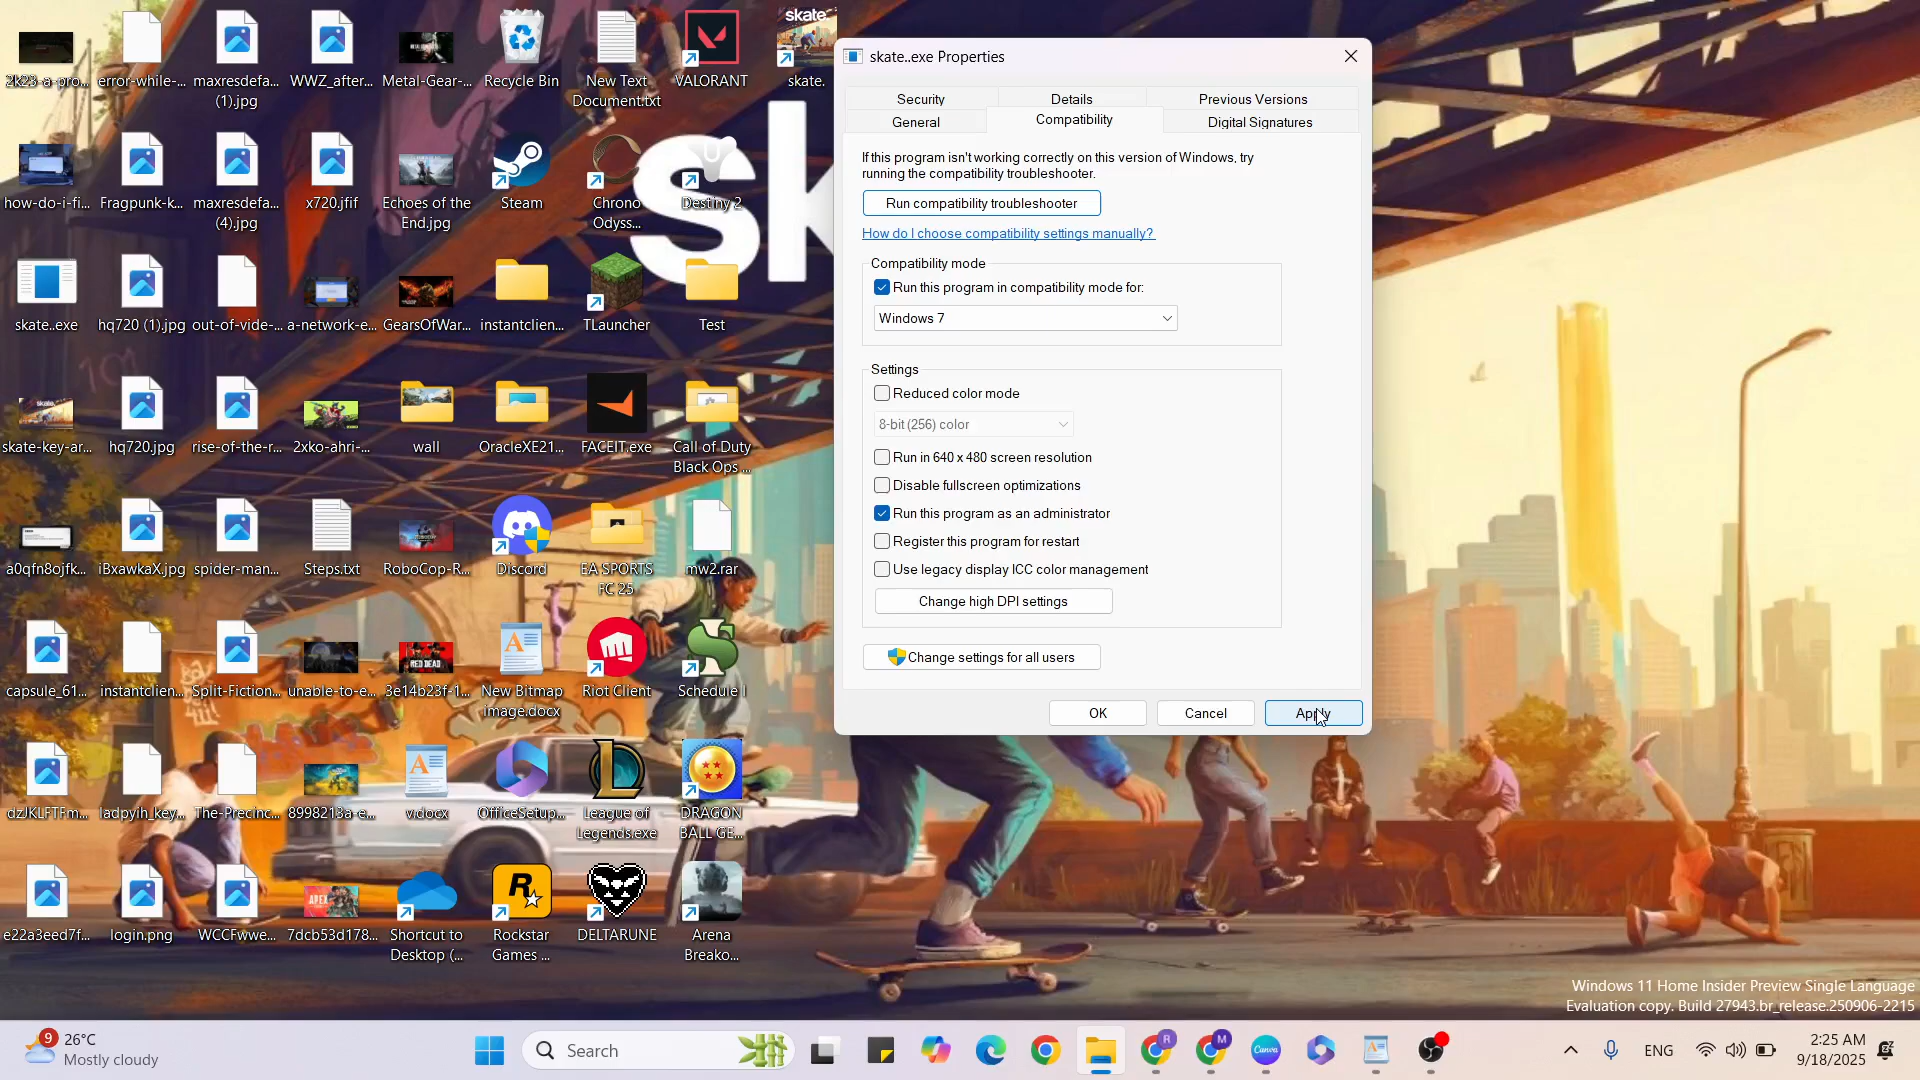 2k23-a-pro...
error-while-...
maxresdefa...
(1).jpg
WWZ_after...
Metal-Gear-...
Recycle Bin
New Text
Document.txt
VALORANT
skate.
skate.
how-do-i-fi...
Fragpunk-k...
maxresdefa...
(4).jpg
x720.jfif
Echoes of the
End.jpg
Steam
Chrono
Odyss...
Destiny 2
sk
skate..exe
hq720 (1).jpg
out-of-vide-...
a-network-e...
GearsOfWar...
instantclien...
TLauncher
Test
skate-key-ar...
hq720.jpg
rise-of-the-r...
2xko-ahri-...
wall
OracleXE21...
FACEIT.exe
Call of Duty
Black Ops ...
a0qfn8ojfk...
iBxawkaX.jpg
spider-man...
Steps.txt
RoboCop-R...
Discord
EA SPORTS
FC 25
mw2.rar
capsule_61...
instantclien...
Split-Fiction...
unable-to-e...
3e14b23f-1...
New Bitmap
image.docx
Riot Client
Schedule I
dzJKLFTFm...
ladpyih_key...
The-Precinc...
8998213a-e...
vi.docx
OfficeSetup...
League of
Legends.exe
DRAGON
BALL GE...
e22a3eed7f...
login.png
WCCFwwe...
7dcb53d178...
Shortcut to
Desktop (...
Rockstar
Games ...
DELTARUNE
Arena
Breako...
skate..exe Properties
Security
Details
Previous Versions
General
Compatibility
Digital Signatures
If this program isn't working correctly on this version of Windows, try
running the compatibility troubleshooter.
Run compatibility troubleshooter
How do I choose compatibility settings manually?
Compatibility mode
Run this program in compatibility mode for:
Windows 7
Settings
Reduced color mode
8-bit (256) color
Run in 640 x 480 screen resolution
Disable fullscreen optimizations
Run this program as an administrator
Register this program for restart
Use legacy display ICC color management
Change high DPI settings
Change settings for all users
OK
Cancel
Apply
Windows 11 Home Insider Preview Single Language
Evaluation copy. Build 27943.br_release.250906-2215
9
26°C
Mostly cloudy
Search
ENG
2:25 AM
9/18/2025